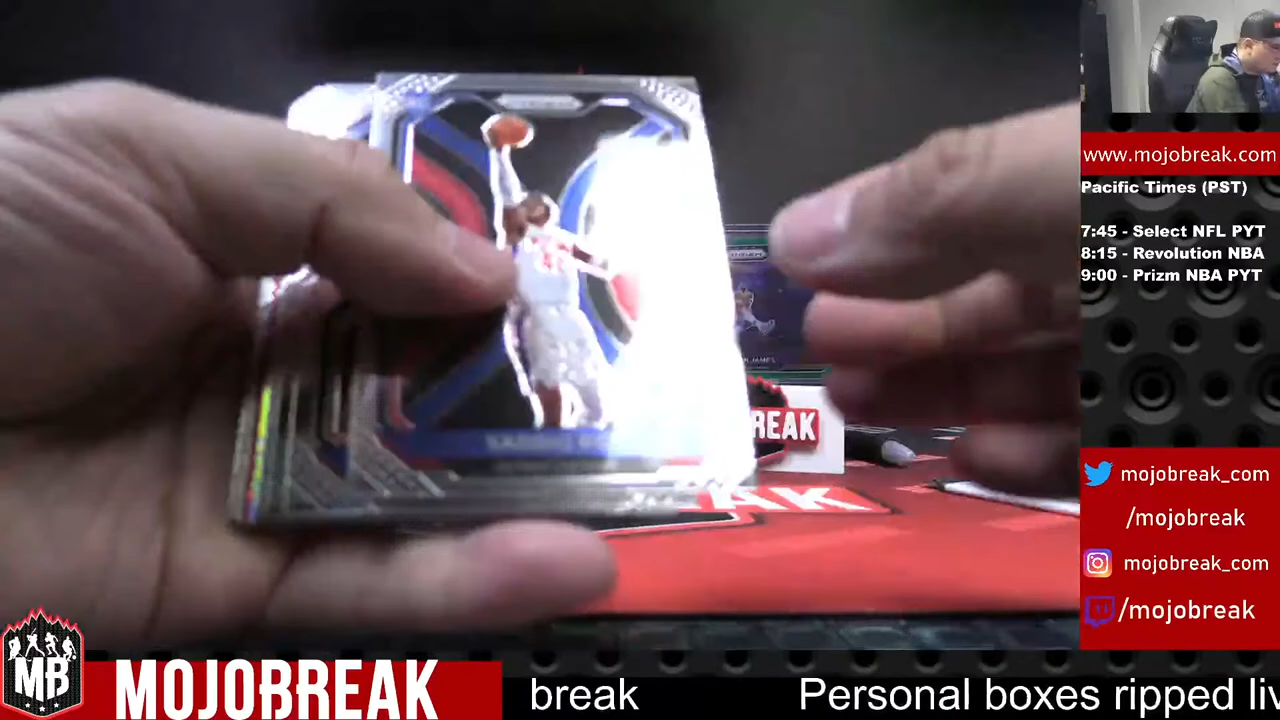 www.mojobreak.com
Pacific Times (PST)
7:45 - Select NFL PYT
8:15 - Revolution NBA
9:00 - Prizm NBA PYT
REAK
AK
mojobreak_com
/mojobreak
mojobreak_com
/mojobreak
MB
MOJOBREAK
break
Personal boxes ripped liv